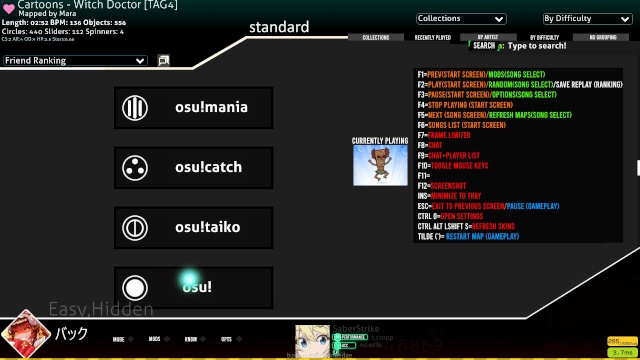 Cartoons - Witch Doctor [TAG4]
Mapped by Mara
Length: 02:52 BPM: 136 Objects: 556
Circles: 440 Sliders: 112 Spinners: 4
standard
Collections
By Difficulty
COLLECTIONS
RECENTLY PLAYED
BY ARTIST
BY DIFFICULTY
NO GROUPING
SEARCH : Type to search!
Friend Ranking
F1=PREV(START SCREEN)/MODS(SONG SELECT)
F2=PLAY(START SCREEN)/RANDOM(SONG SELECT)/SAVE REPLAY (RANKING)
F3=PAUSE(START SCREEN)/OPTIONS(SONG SELECT)
F4=STOP PLAYING (START SCREEN)
F5=NEXT (SONG SCREEN)/REFRESH MAPS(SONG SELECT)
F6=SONGS LIST (START SCREEN)
F7=FRAME LIMITER
F8=CHAT
F9=CHAT+PLAYER LIST
F10=TOGGLE MOUSE KEYS
F11=
F12=SCREENSHOT
INS=MINIMIZE TO TRAY
ESC=EXIT TO PREVIOUS SCREEN/PAUSE (GAMEPLAY)
CTRL O=OPEN SETTINGS
CTRL ALT LSHIFT S=REFRESH SKINS
TILDE (`)= RESTART MAP (GAMEPLAY)
CURRENTLY PLAYING
osu!mania
osu!catch
osu!taiko
osu!
Easy,Hidden
バック
MODE
MODS
RNDM
OPTS
SaberStrike
PERFORMANCE
ACC
3.7ms